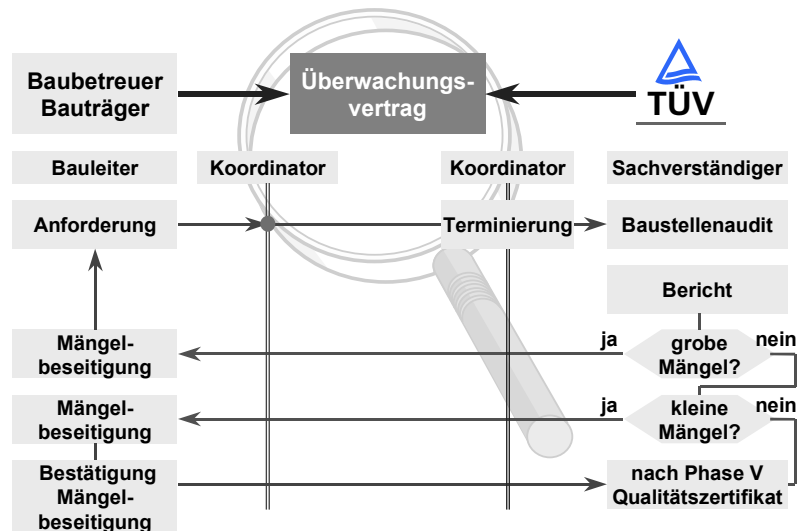 Baubetreuer
Bauträger
Überwachungs-
vertrag
TÜV
Bauleiter
Koordinator
Koordinator
Sachverständiger
Anforderung
Terminierung
Baustellenaudit
Bericht
Mängel-
beseitigung
ja
grobe
Mängel?
nein
Mängel-
beseitigung
ja
kleine
Mängel?
nein
Bestätigung
Mängel-
beseitigung
nach Phase V
Qualitätszertifikat